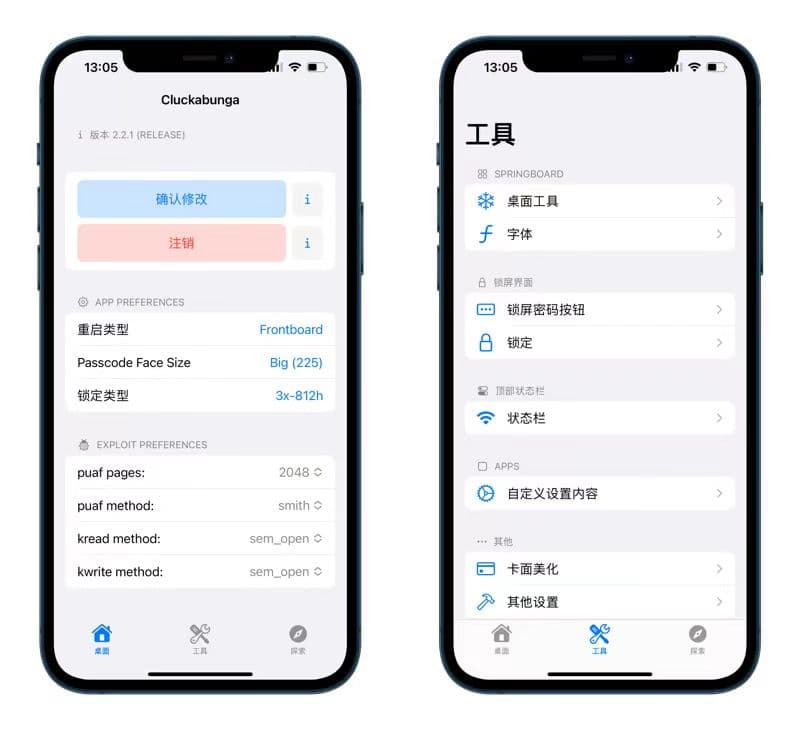 13:05
Cluckabunga
i 版本 2.2.1 (RELEASE)
确认修改
i
注销
i
APP PREFERENCES
重启类型 Frontboard
Passcode Face Size Big (225)
锁定类型 3x-812h
EXPLOIT PREFERENCES
puaf pages: 2048
puaf method: smith
kread method: sem_open
kwrite method: sem_open
桌面 工具 探索
13:05
工具
SPRINGBOARD
桌面工具
字体
锁屏界面
锁屏密码按钮
锁定
顶部状态栏
状态栏
APPS
自定义设置内容
其他
卡面美化
其他设置
桌面 工具 探索